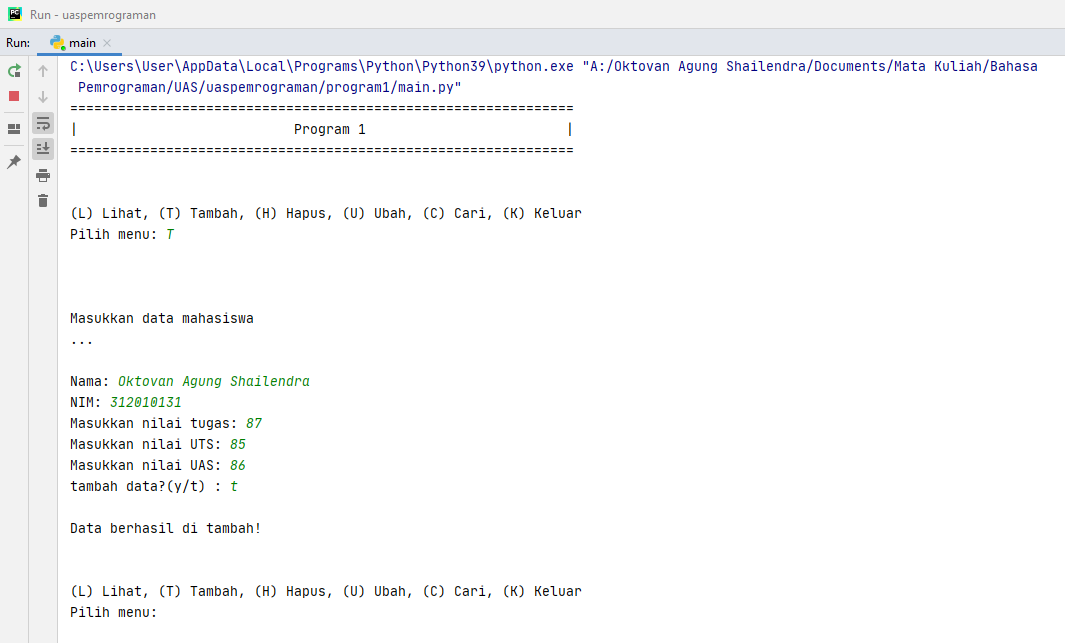 PC Run - uaspemrograman
Run: main
C:\Users\User\AppData\Local\Programs\Python\Python39\python.exe "A:/Oktovan Agung Shailendra/Documents/Mata Kuliah/Bahasa
Pemrograman/UAS/uaspemrograman/program1/main.py"
===============================================================
| Program 1 |
===============================================================
(L) Lihat, (T) Tambah, (H) Hapus, (U) Ubah, (C) Cari, (K) Keluar
Pilih menu: T
Masukkan data mahasiswa
...
Nama: Oktovan Agung Shailendra
NIM: 312010131
Masukkan nilai tugas: 87
Masukkan nilai UTS: 85
Masukkan nilai UAS: 86
tambah data?(y/t) : t
Data berhasil di tambah!
(L) Lihat, (T) Tambah, (H) Hapus, (U) Ubah, (C) Cari, (K) Keluar
Pilih menu: